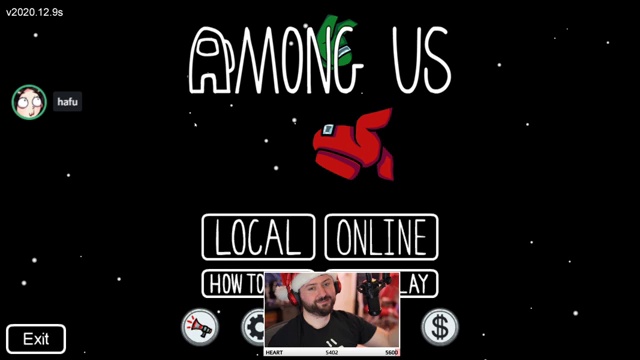 v2020.12.9s
AMONG US
hafu
LOCAL
ONLINE
HOW TO
LAY
$
Exit
HEART 5402 5600